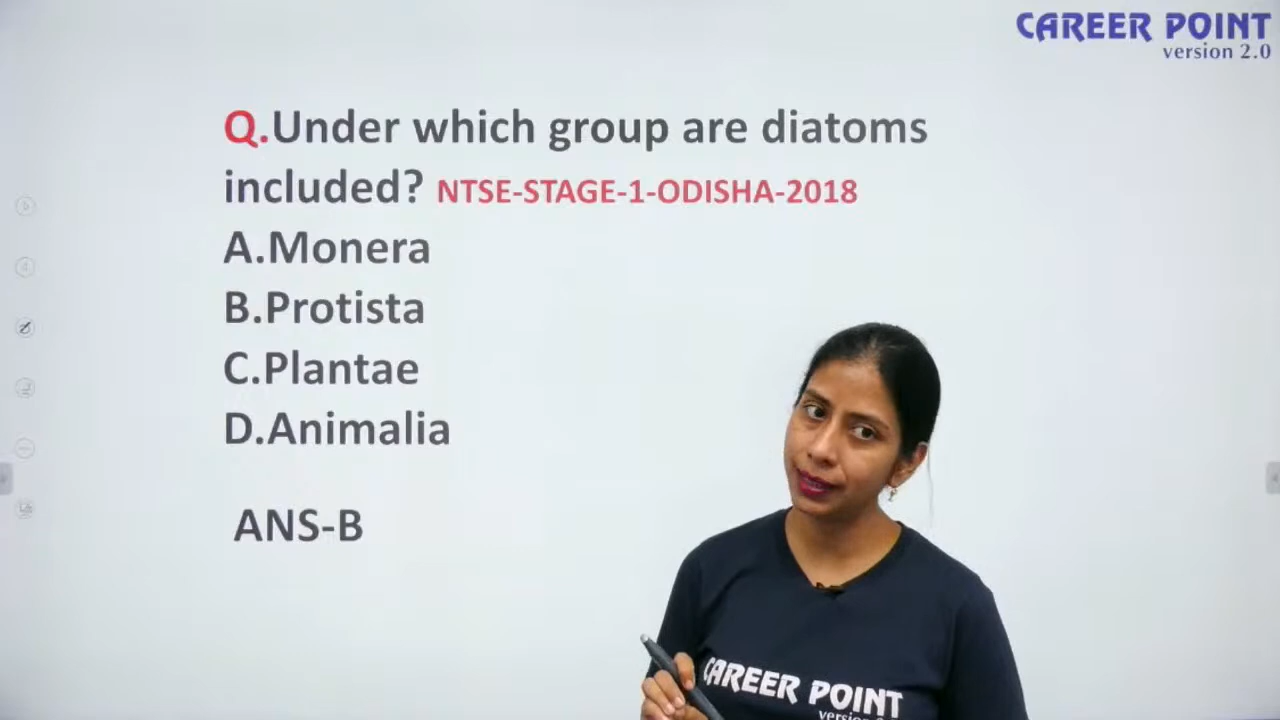 CAREER POINT
version 2.0
Q.Under which group are diatoms
included? NTSE-STAGE-1-ODISHA-2018
A.Monera
B.Protista
C.Plantae
D.Animalia
ANS-B
CAREER POINT